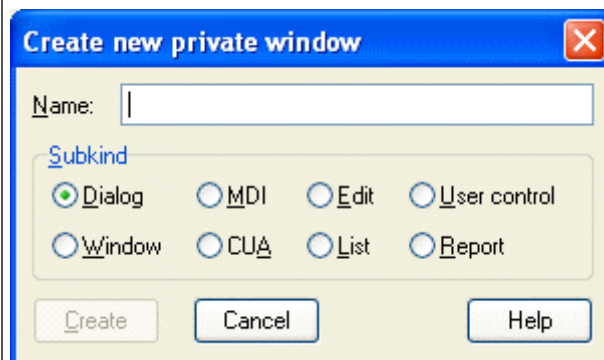 Create new private window
Name:
Subkind
Dialog MDI Edit User control
Window CUA List Report
Create Cancel Help